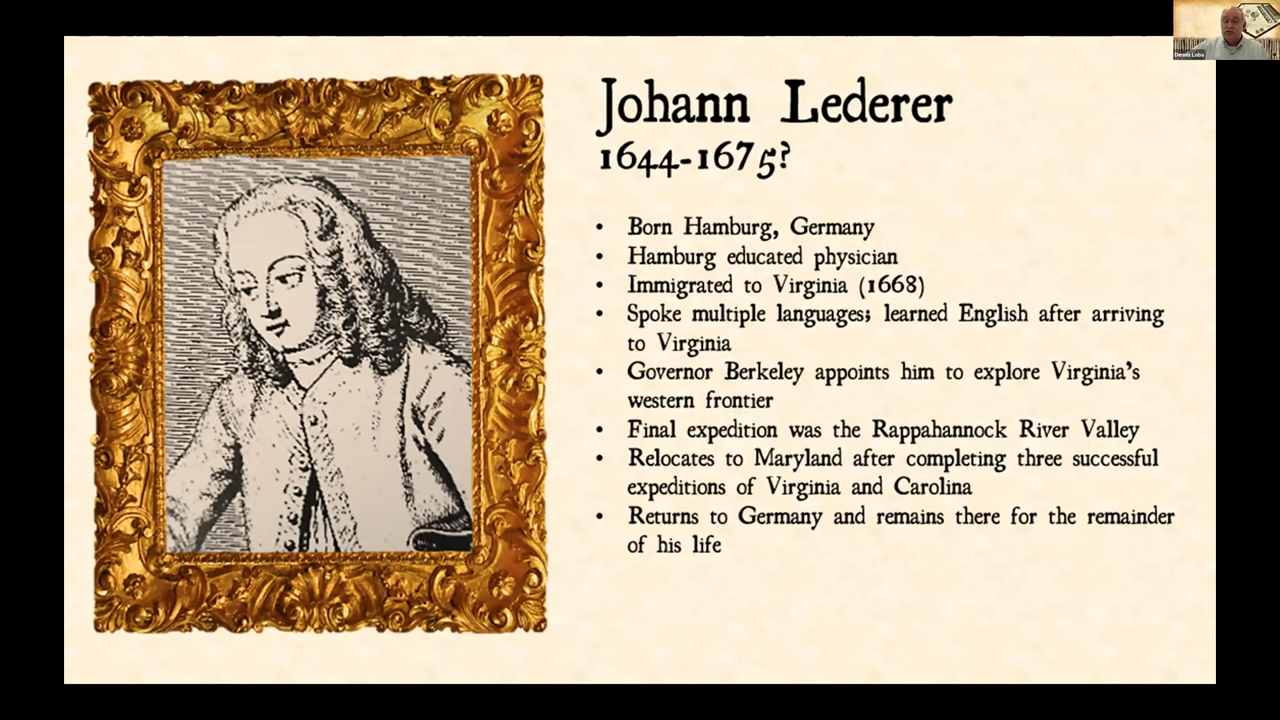 Johann Lederer
1644-1675?
• Born Hamburg, Germany
• Hamburg educated physician
• Immigrated to Virginia (1668)
• Spoke multiple languages; learned English after arriving
to Virginia
• Governor Berkeley appoints him to explore Virginia's
western frontier
• Final expedition was the Rappahannock River Valley
• Relocates to Maryland after completing three successful
expeditions of Virginia and Carolina
• Returns to Germany and remains there for the remainder
of his life
Dennis Loba